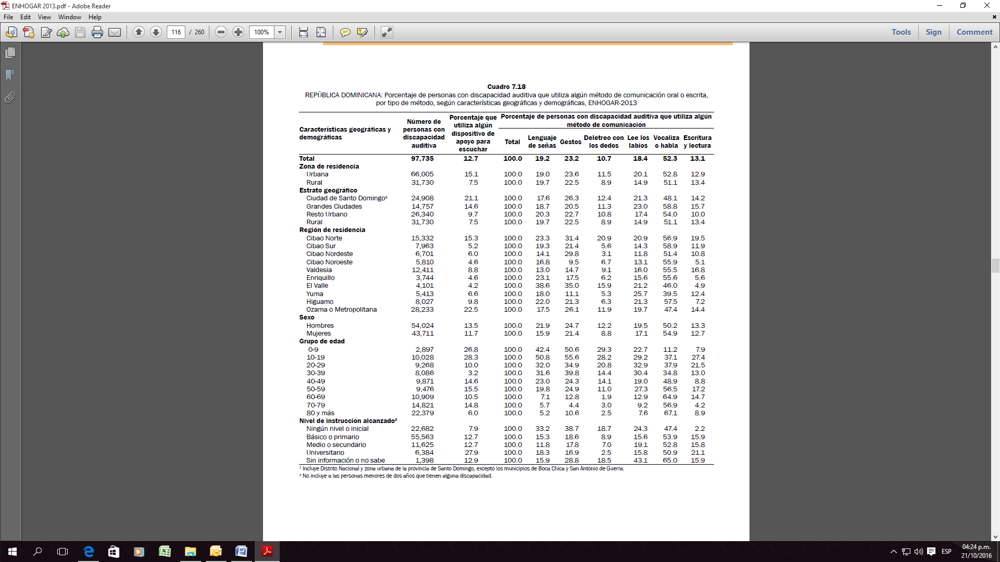 ENHOGAR 2013.pdf - Adobe Reader
File Edit View Window Help
116 / 260 100% Tools Sign Comment
Cuadro 7.18
REPÚBLICA DOMINICANA: Porcentaje de personas con discapacidad auditiva que utiliza algún método de comunicación oral o escrita,
por tipo de método, según características geográficas y demográficas, ENHOGAR-2013
Características geográficas y
demográficas
Número de
personas con
discapacidad
auditiva
Porcentaje que
utiliza algún
dispositivo de
apoyo para
escuchar
Porcentaje de personas con discapacidad auditiva que utiliza algún
método de comunicación
Total
Lenguaje
de señas
Gestos
Deletreo con
los dedos
Lee los
labios
Vocaliza
o habla
Escritura
y lectura
Total 97,735 12.7 100.0 19.2 23.2 10.7 18.4 52.3 13.1
Zona de residencia
Urbana 66,005 15.1 100.0 19.0 23.6 11.5 20.1 52.8 12.9
Rural 31,730 7.5 100.0 19.7 22.5 8.9 14.9 51.1 13.4
Estrato geográfico
Ciudad de Santo Domingo¹ 24,908 21.1 100.0 17.6 26.3 12.4 21.3 48.1 14.2
Grandes Ciudades 14,757 14.6 100.0 18.7 20.5 11.3 23.0 58.8 15.7
Resto Urbano 26,340 9.7 100.0 20.3 22.7 10.8 17.4 54.0 10.0
Rural 31,730 7.5 100.0 19.7 22.5 8.9 14.9 51.1 13.4
Región de residencia
Cibao Norte 15,332 15.3 100.0 23.3 31.4 20.9 20.9 56.9 19.5
Cibao Sur 7,963 5.2 100.0 19.3 21.4 5.6 14.3 58.9 11.9
Cibao Nordeste 6,701 6.0 100.0 14.1 29.8 3.1 11.8 51.4 10.8
Cibao Noroeste 5,810 4.6 100.0 16.8 9.5 6.7 13.1 55.9 5.1
Valdesia 12,411 8.8 100.0 13.0 14.7 9.1 16.0 55.5 16.8
Enriquillo 3,744 4.6 100.0 23.1 17.5 6.2 15.6 55.6 5.6
El Valle 4,101 4.2 100.0 38.6 35.0 15.9 21.2 46.0 4.9
Yuma 5,413 6.6 100.0 18.0 11.1 5.3 25.7 39.5 12.4
Higuamo 8,027 9.8 100.0 22.0 21.3 6.3 21.3 57.5 7.2
Ozama o Metropolitana 28,233 22.5 100.0 17.5 26.1 11.9 19.7 47.4 14.4
Sexo
Hombres 54,024 13.5 100.0 21.9 24.7 12.2 19.5 50.2 13.3
Mujeres 43,711 11.7 100.0 15.9 21.4 8.8 17.1 54.9 12.7
Grupo de edad
0-9 2,897 26.8 100.0 42.4 50.6 29.3 22.7 11.2 7.9
10-19 10,028 28.3 100.0 50.8 55.6 28.2 29.2 37.1 27.4
20-29 9,268 10.0 100.0 32.0 34.9 20.8 32.9 37.9 21.5
30-39 8,086 3.2 100.0 31.6 39.8 14.4 30.4 34.8 13.0
40-49 9,871 14.6 100.0 23.0 24.3 14.1 19.0 48.9 8.8
50-59 9,476 15.5 100.0 19.8 24.9 11.0 27.3 56.5 17.2
60-69 10,909 10.5 100.0 7.1 12.8 1.9 12.9 64.9 14.7
70-79 14,821 14.8 100.0 5.7 4.4 3.0 9.2 56.9 4.2
80 y más 22,379 6.0 100.0 5.2 10.6 2.5 7.6 67.1 8.9
Nivel de instrucción alcanzado²
Ningún nivel o inicial 22,682 7.9 100.0 33.2 38.7 18.7 24.3 47.4 2.2
Básico o primario 55,563 12.7 100.0 15.3 18.6 8.9 15.6 53.9 15.9
Medio o secundario 11,625 12.7 100.0 11.8 17.8 7.0 19.1 52.8 15.8
Universitario 6,384 27.9 100.0 18.3 16.9 2.5 15.8 50.9 21.1
Sin información o no sabe 1,398 12.9 100.0 15.9 28.8 18.5 43.1 65.0 15.9
¹ Incluye Distrito Nacional y zona urbana de la provincia de Santo Domingo, excepto los municipios de Boca Chica y San Antonio de Guerra.
² No incluye a las personas menores de dos años que tienen alguna discapacidad.
ESP
04:24 p.m.
21/10/2016